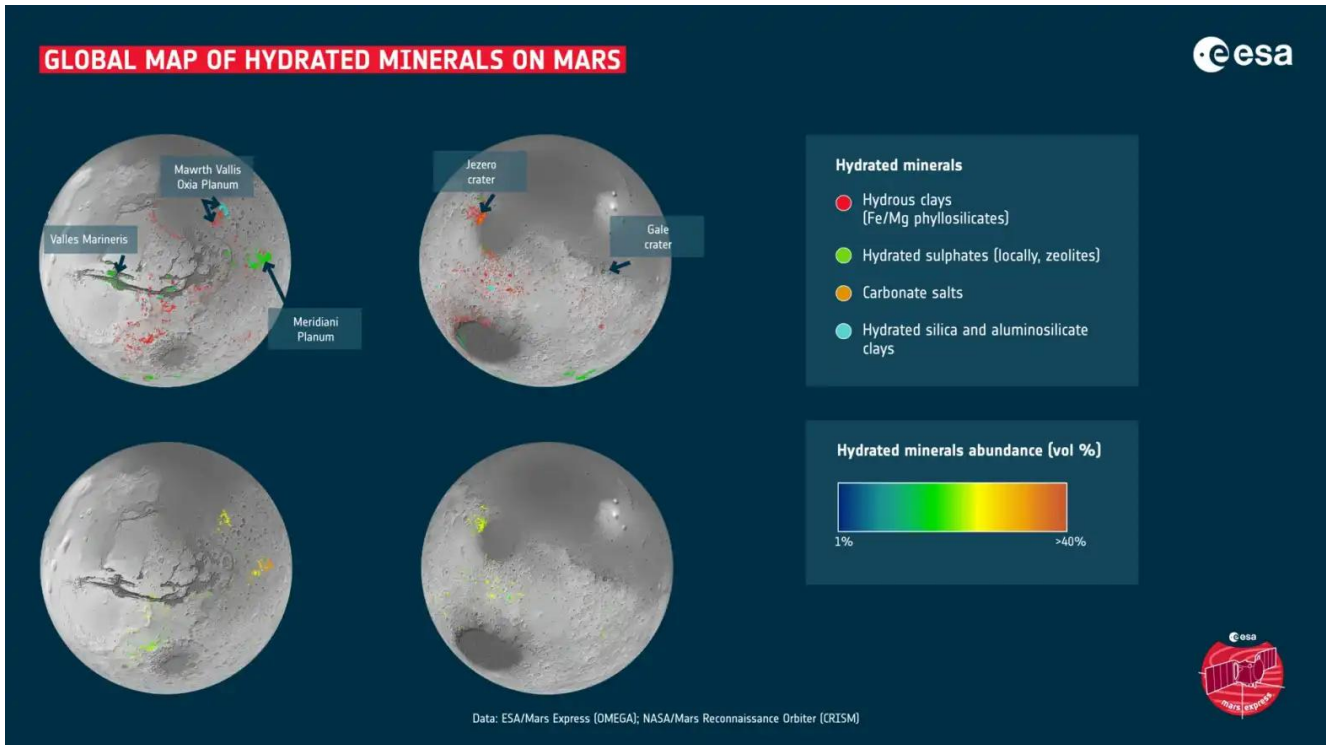 GLOBAL MAP OF HYDRATED MINERALS ON MARS
esa
Mawrth Vallis
Oxia Planum
Valles Marineris
Meridiani
Planum
Jezero
crater
Gale
crater
Hydrated minerals
Hydrous clays
(Fe/Mg phyllosilicates)
Hydrated sulphates (locally, zeolites)
Carbonate salts
Hydrated silica and aluminosilicate
clays
Hydrated minerals abundance (vol %)
1%
>40%
esa
mars express
Data: ESA/Mars Express (OMEGA); NASA/Mars Reconnaissance Orbiter (CRISM)